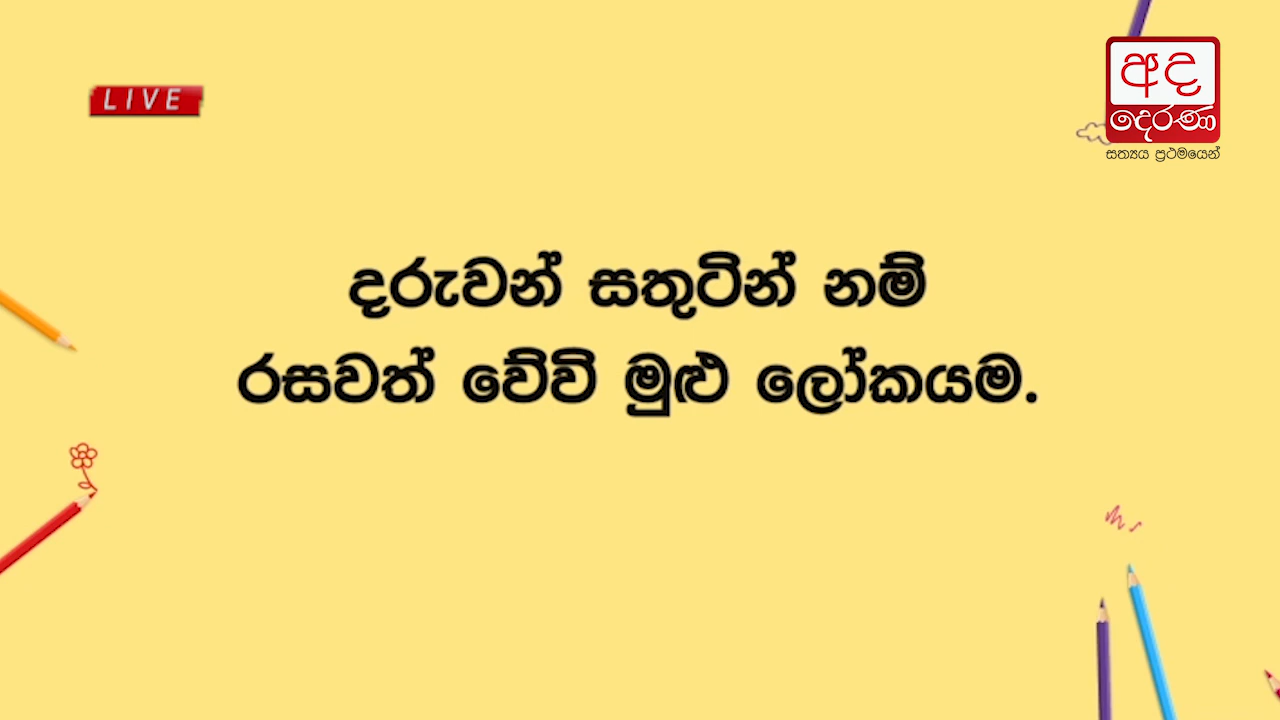 LIVE
අද
දෙරණ
සත්‍යය ප්‍රථමයෙන්
දරුවන් සතුටින් නම්
රසවත් වේවි මුළු ලෝකයම.